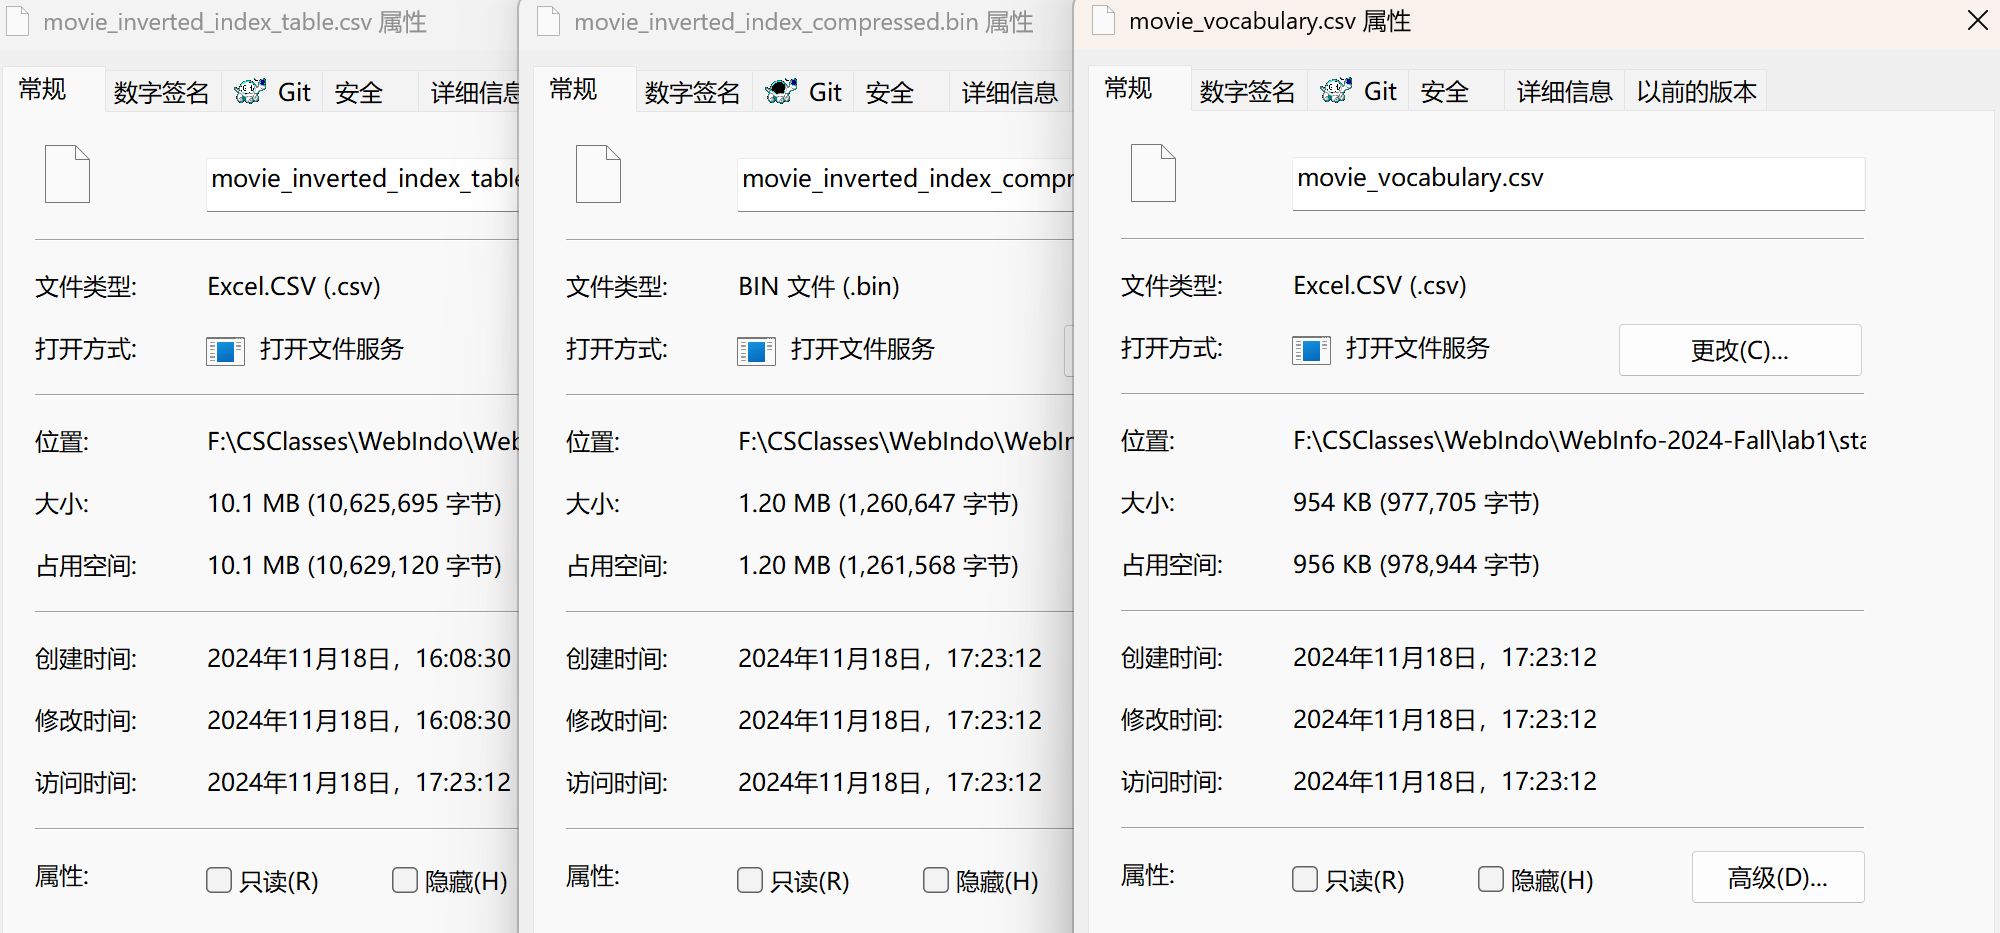 movie_inverted_index_table.csv 属性
常规
数字签名
Git
安全
详细信息
movie_inverted_index_table
文件类型:
Excel.CSV (.csv)
打开方式:
打开文件服务
位置:
F:\CSClasses\WebIndo\Web
大小:
10.1 MB (10,625,695 字节)
占用空间:
10.1 MB (10,629,120 字节)
创建时间:
2024年11月18日，16:08:30
修改时间:
2024年11月18日，16:08:30
访问时间:
2024年11月18日，17:23:12
属性:
只读(R)
隐藏(H)
movie_inverted_index_compressed.bin 属性
常规
数字签名
Git
安全
详细信息
movie_inverted_index_compr
文件类型:
BIN 文件 (.bin)
打开方式:
打开文件服务
位置:
F:\CSClasses\WebIndo\WebIn
大小:
1.20 MB (1,260,647 字节)
占用空间:
1.20 MB (1,261,568 字节)
创建时间:
2024年11月18日，17:23:12
修改时间:
2024年11月18日，17:23:12
访问时间:
2024年11月18日，17:23:12
属性:
只读(R)
隐藏(H)
movie_vocabulary.csv 属性
常规
数字签名
Git
安全
详细信息
以前的版本
movie_vocabulary.csv
文件类型:
Excel.CSV (.csv)
打开方式:
打开文件服务
更改(C)...
位置:
F:\CSClasses\WebIndo\WebInfo-2024-Fall\lab1\sta
大小:
954 KB (977,705 字节)
占用空间:
956 KB (978,944 字节)
创建时间:
2024年11月18日，17:23:12
修改时间:
2024年11月18日，17:23:12
访问时间:
2024年11月18日，17:23:12
属性:
只读(R)
隐藏(H)
高级(D)...